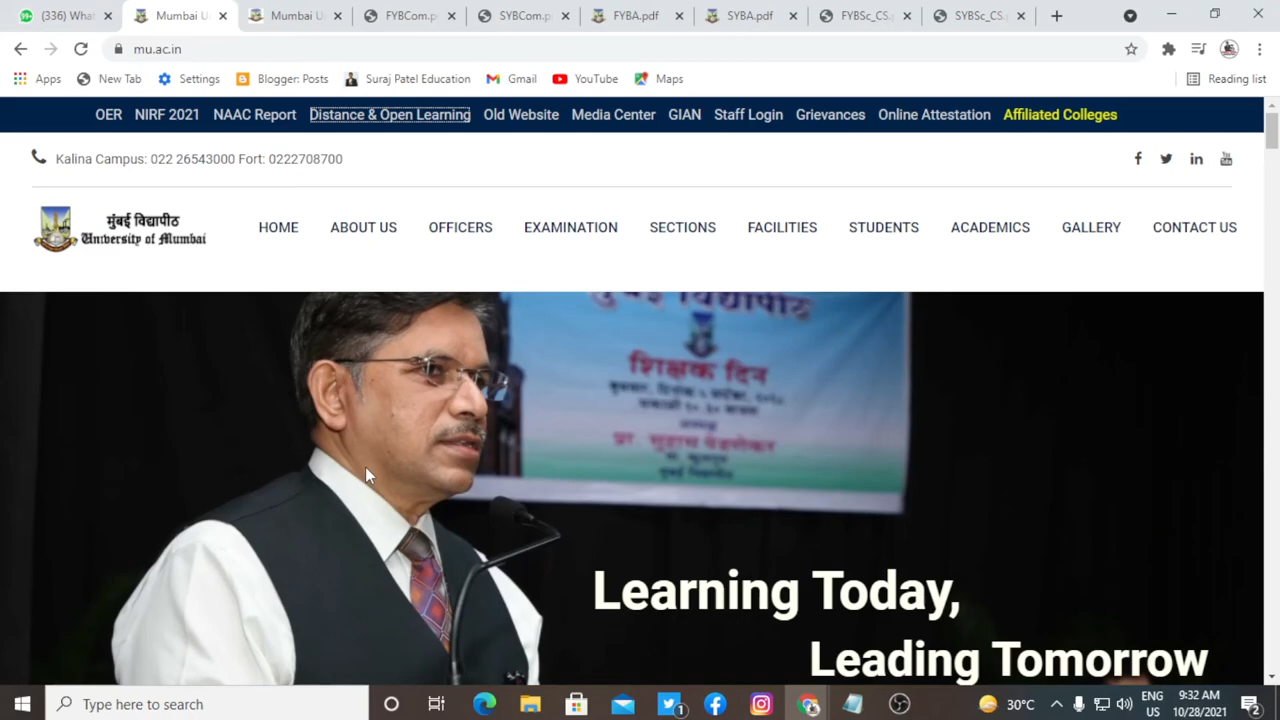 (336) What
Mumbai U
Mumbai Un
FYBCom.p
SYBCom.p
FYBA.pdf
SYBA.pdf
FYBSc_CS.
SYBSc_CS.
mu.ac.in
Apps New Tab Settings Blogger: Posts Suraj Patel Education Gmail YouTube Maps Reading list
OER NIRF 2021 NAAC Report Distance & Open Learning Old Website Media Center GIAN Staff Login Grievances Online Attestation Affiliated Colleges
Kalina Campus: 022 26543000 Fort: 0222708700
मुंबई विद्यापीठ
University of Mumbai
HOME ABOUT US OFFICERS EXAMINATION SECTIONS FACILITIES STUDENTS ACADEMICS GALLERY CONTACT US
मुंबई विद्यापीठ
शिक्षक दिन
Learning Today,
Leading Tomorrow
Type here to search
30°C
ENG
US
9:32 AM
10/28/2021